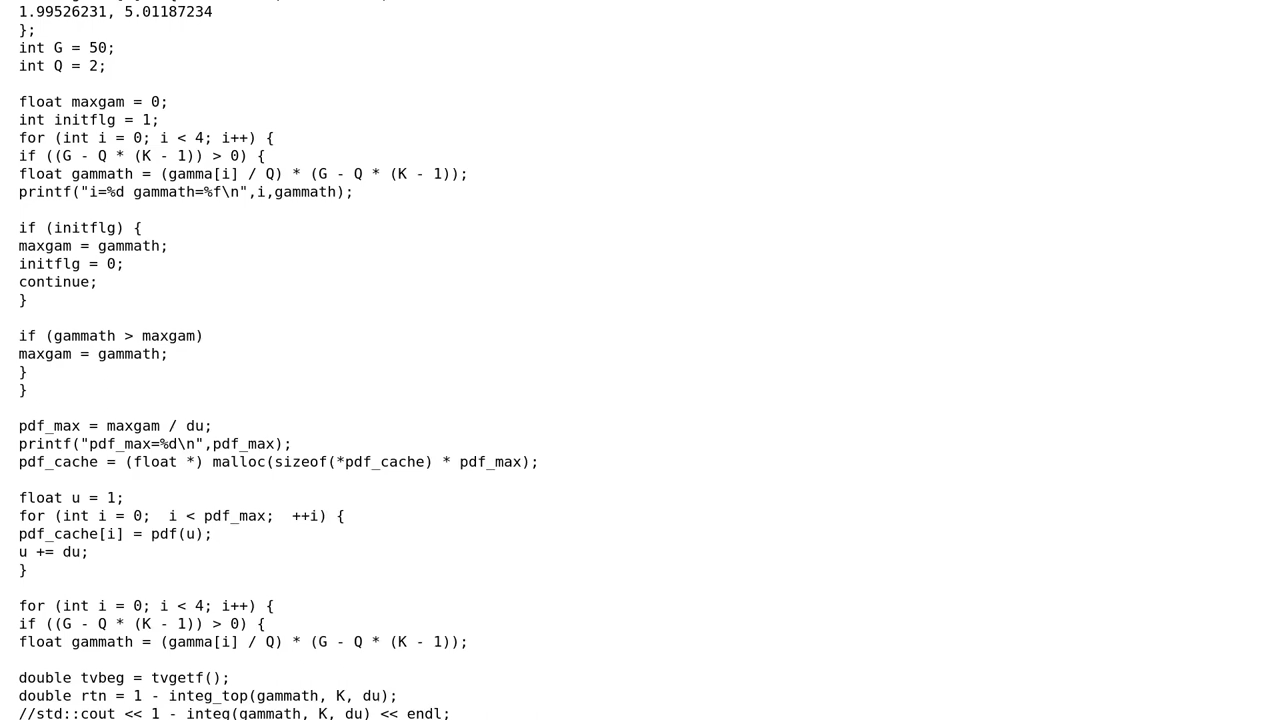 1.99526231, 5.01187234
};
int G = 50;
int Q = 2;

float maxgam = 0;
int initflg = 1;
for (int i = 0; i < 4; i++) {
if ((G - Q * (K - 1)) > 0) {
float gammath = (gamma[i] / Q) * (G - Q * (K - 1));
printf("i=%d gammath=%f\n",i,gammath);

if (initflg) {
maxgam = gammath;
initflg = 0;
continue;
}

if (gammath > maxgam)
maxgam = gammath;
}
}

pdf_max = maxgam / du;
printf("pdf_max=%d\n",pdf_max);
pdf_cache = (float *) malloc(sizeof(*pdf_cache) * pdf_max);

float u = 1;
for (int i = 0;  i < pdf_max;  ++i) {
pdf_cache[i] = pdf(u);
u += du;
}

for (int i = 0; i < 4; i++) {
if ((G - Q * (K - 1)) > 0) {
float gammath = (gamma[i] / Q) * (G - Q * (K - 1));

double tvbeg = tvgetf();
double rtn = 1 - integ_top(gammath, K, du);
//std::cout << 1 - integ(gammath, K, du) << endl;